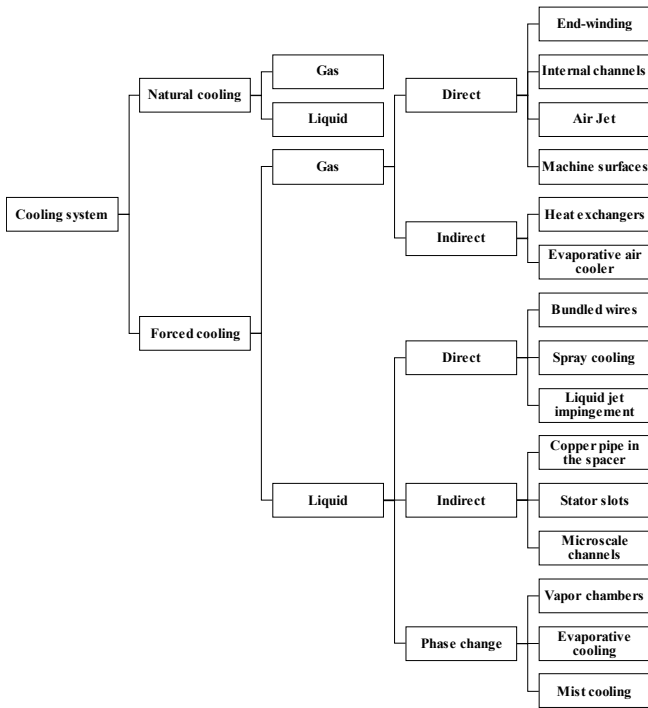 Cooling system
Natural cooling
Gas
Liquid
Forced cooling
Gas
Direct
End-winding
Internal channels
Air Jet
Machine surfaces
Indirect
Heat exchangers
Evaporative air
cooler
Liquid
Direct
Bundled wires
Spray cooling
Liquid jet
impingement
Indirect
Copper pipe in
the spacer
Stator slots
Microscale
channels
Phase change
Vapor chambers
Evaporative
cooling
Mist cooling